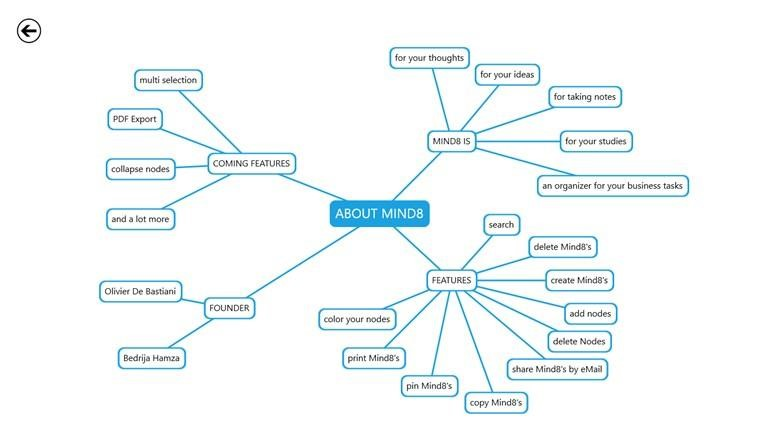 ABOUT MIND8
COMING FEATURES
multi selection
PDF Export
collapse nodes
and a lot more
MIND8 IS
for your thoughts
for your ideas
for taking notes
for your studies
an organizer for your business tasks
FOUNDER
Olivier De Bastiani
Bedrija Hamza
FEATURES
search
delete Mind8's
create Mind8's
add nodes
delete Nodes
share Mind8's by eMail
copy Mind8's
pin Mind8's
print Mind8's
color your nodes